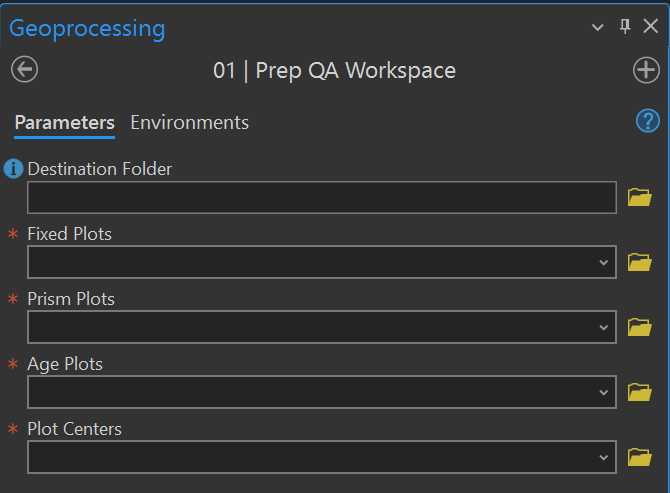 Geoprocessing
01 | Prep QA Workspace
Parameters Environments
Destination Folder
* Fixed Plots
* Prism Plots
* Age Plots
* Plot Centers